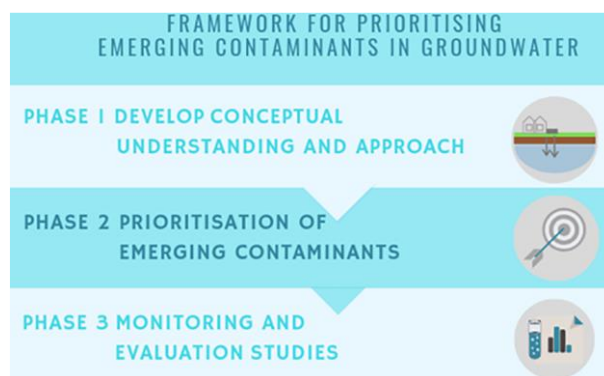 FRAMEWORK FOR PRIORITISING
EMERGING CONTAMINANTS IN GROUNDWATER
PHASE 1 DEVELOP CONCEPTUAL
UNDERSTANDING AND APPROACH
PHASE 2 PRIORITISATION OF
EMERGING CONTAMINANTS
PHASE 3 MONITORING AND
EVALUATION STUDIES